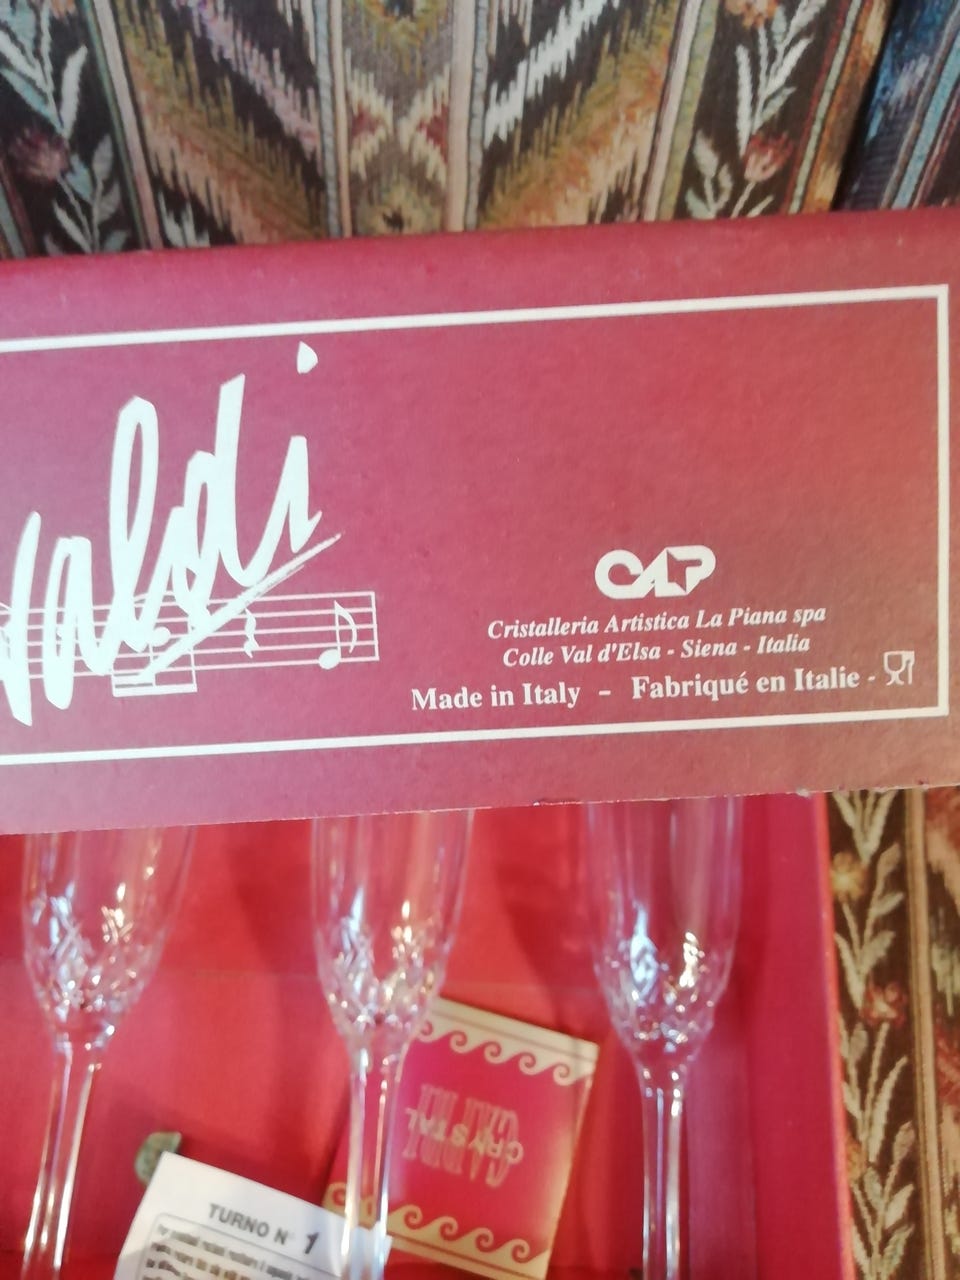 valdi
CAP
Cristalleria Artistica La Piana spa
Colle Val d'Elsa - Siena - Italia
Made in Italy - Fabriqué en Italie -
CRYSTAL
TURNO N° 1